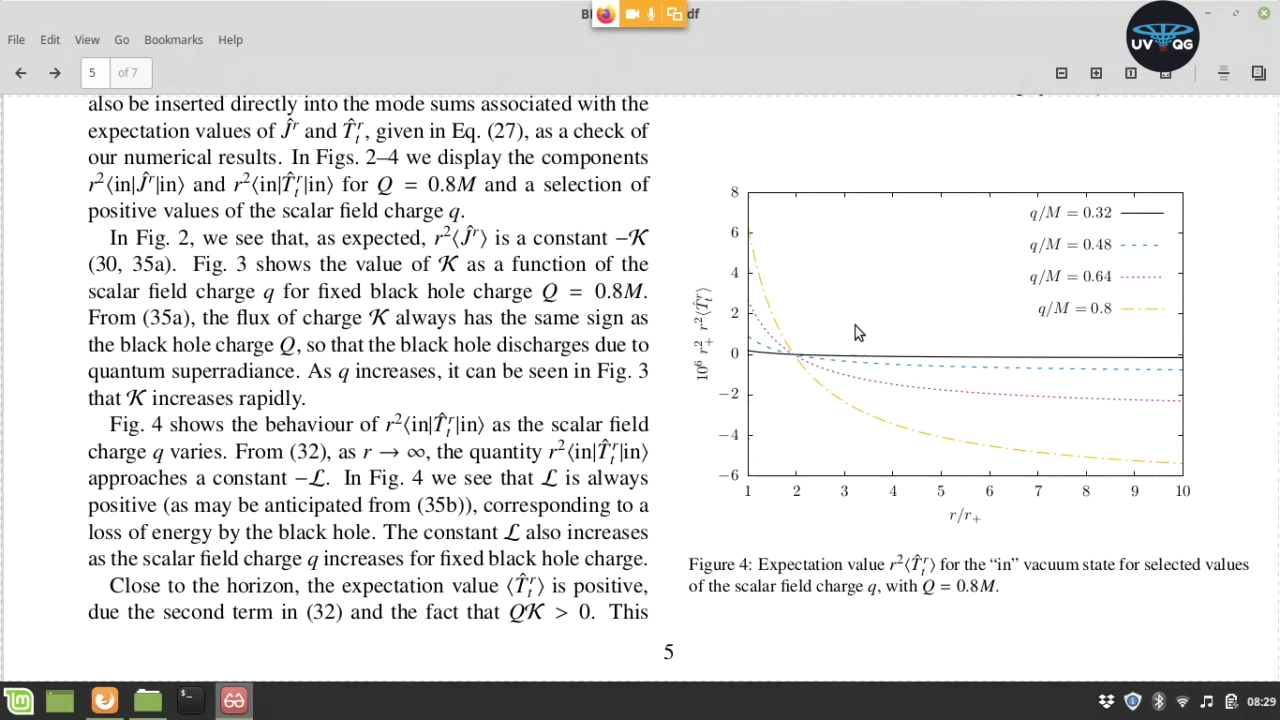 df
UV QG
File Edit View Go Bookmarks Help
5 of 7
also be inserted directly into the mode sums associated with the
expectation values of Ĵ^r and T̂_t^r, given in Eq. (27), as a check of
our numerical results. In Figs. 2–4 we display the components
r²⟨in|Ĵ^r|in⟩ and r²⟨in|T̂_t^r|in⟩ for Q = 0.8M and a selection of
positive values of the scalar field charge q.
In Fig. 2, we see that, as expected, r²⟨Ĵ^r⟩ is a constant −𝒦
(30, 35a). Fig. 3 shows the value of 𝒦 as a function of the
scalar field charge q for fixed black hole charge Q = 0.8M.
From (35a), the flux of charge 𝒦 always has the same sign as
the black hole charge Q, so that the black hole discharges due to
quantum superradiance. As q increases, it can be seen in Fig. 3
that 𝒦 increases rapidly.
Fig. 4 shows the behaviour of r²⟨in|T̂_t^r|in⟩ as the scalar field
charge q varies. From (32), as r → ∞, the quantity r²⟨in|T̂_t^r|in⟩
approaches a constant −ℒ. In Fig. 4 we see that ℒ is always
positive (as may be anticipated from (35b)), corresponding to a
loss of energy by the black hole. The constant ℒ also increases
as the scalar field charge q increases for fixed black hole charge.
Close to the horizon, the expectation value ⟨T̂_t^r⟩ is positive,
due the second term in (32) and the fact that Q𝒦 > 0. This
8
6
4
2
0
−2
−4
−6
10⁶ r₊² r²⟨T̂_t^r⟩
q/M = 0.32
q/M = 0.48
q/M = 0.64
q/M = 0.8
1 2 3 4 5 6 7 8 9 10
r/r₊
Figure 4: Expectation value r²⟨T̂_t^r⟩ for the “in” vacuum state for selected values
of the scalar field charge q, with Q = 0.8M.
5
08:29